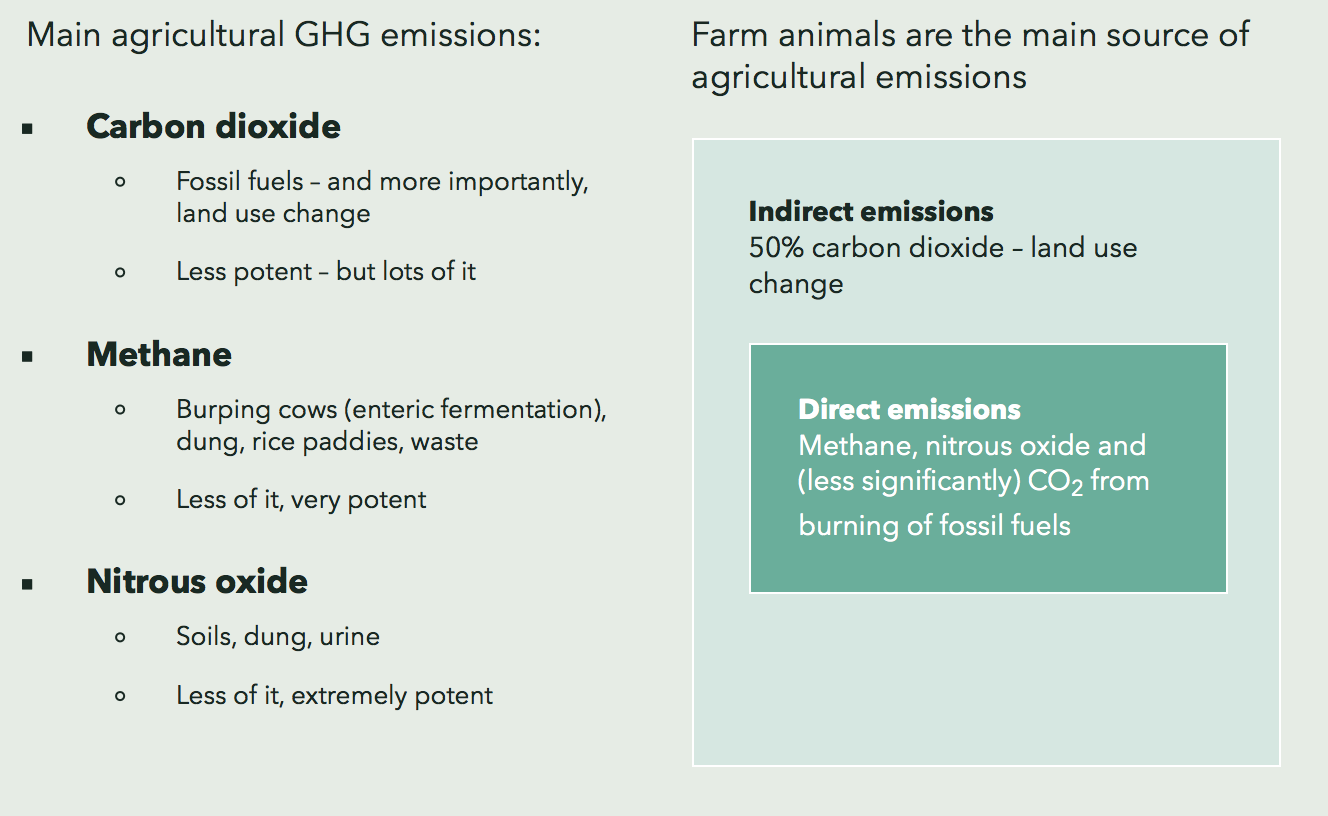 Main agricultural GHG emissions:
▪ Carbon dioxide
○ Fossil fuels – and more importantly,
land use change
○ Less potent – but lots of it
▪ Methane
○ Burping cows (enteric fermentation),
dung, rice paddies, waste
○ Less of it, very potent
▪ Nitrous oxide
○ Soils, dung, urine
○ Less of it, extremely potent
Farm animals are the main source of
agricultural emissions
Indirect emissions
50% carbon dioxide – land use
change
Direct emissions
Methane, nitrous oxide and
(less significantly) CO₂ from
burning of fossil fuels